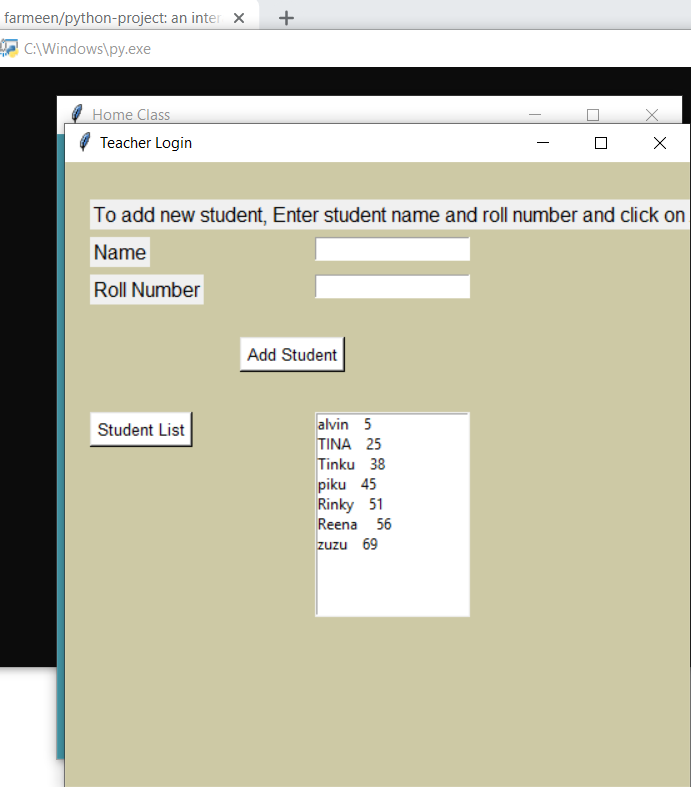 farmeen/python-project: an inter
C:\Windows\py.exe
Home Class
Teacher Login
To add new student, Enter student name and roll number and click on
Name
Roll Number
Add Student
Student List
alvin 5
TINA 25
Tinku 38
piku 45
Rinky 51
Reena 56
zuzu 69